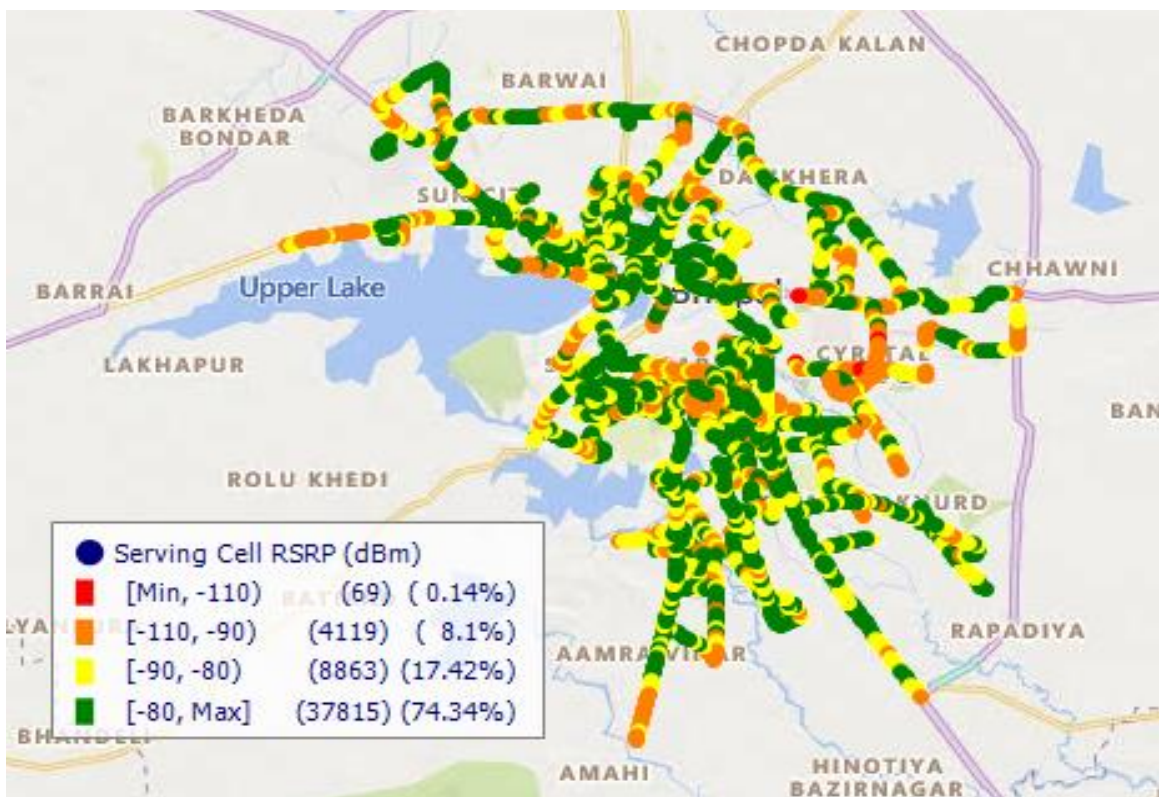 CHOPDA KALAN
BARWAI
BARKHEDA
BONDAR
Upper Lake
CHHAWNI
BARRAI
LAKHAPUR
BAN
ROLU KHEDI
Serving Cell RSRP (dBm)
[Min, -110) (69) ( 0.14%)
[-110, -90) (4119) ( 8.1%)
[-90, -80) (8863) (17.42%)
[-80, Max] (37815) (74.34%)
RAPADIYA
AMAHI
HINOTIYA
BAZIRNAGAR